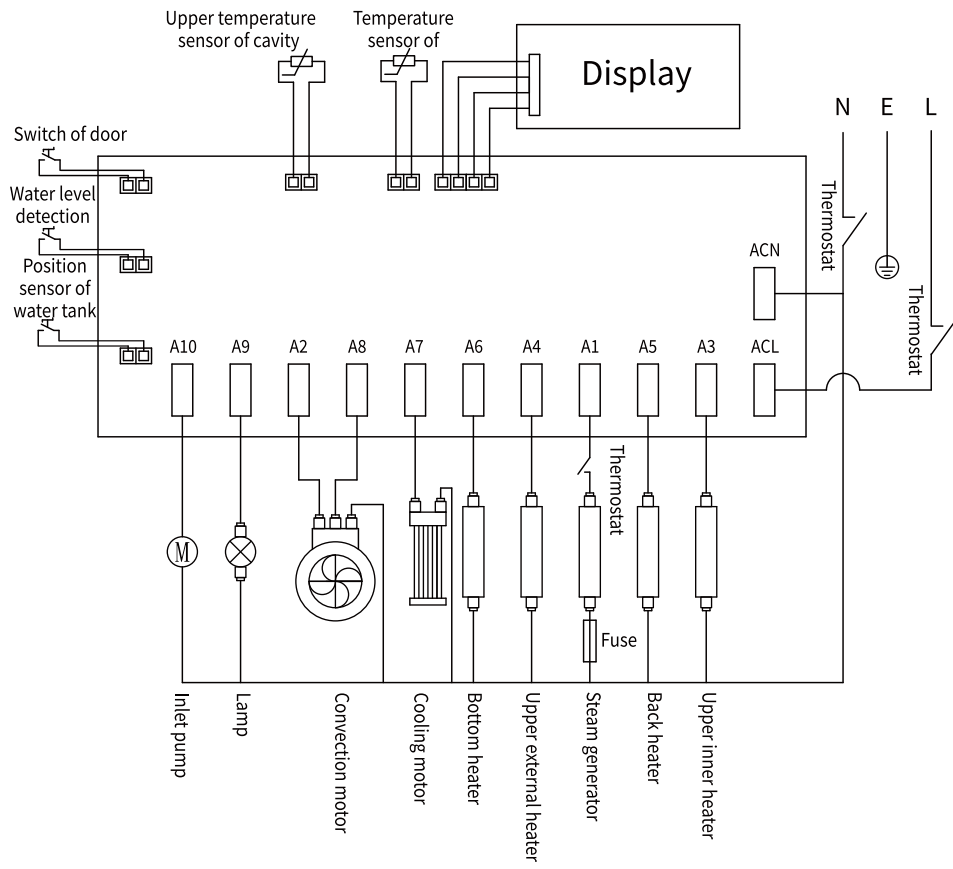 Upper temperature
sensor of cavity
Temperature
sensor of
Display
N E L
Switch of door
Water level
detection
Position
sensor of
water tank
Thermostat
Thermostat
ACN
A10 A9 A2 A8 A7 A6 A4 A1 A5 A3 ACL
Thermostat
M
Fuse
Inlet pump
Lamp
Convection motor
Cooling motor
Bottom heater
Upper external heater
Steam generator
Back heater
Upper inner heater